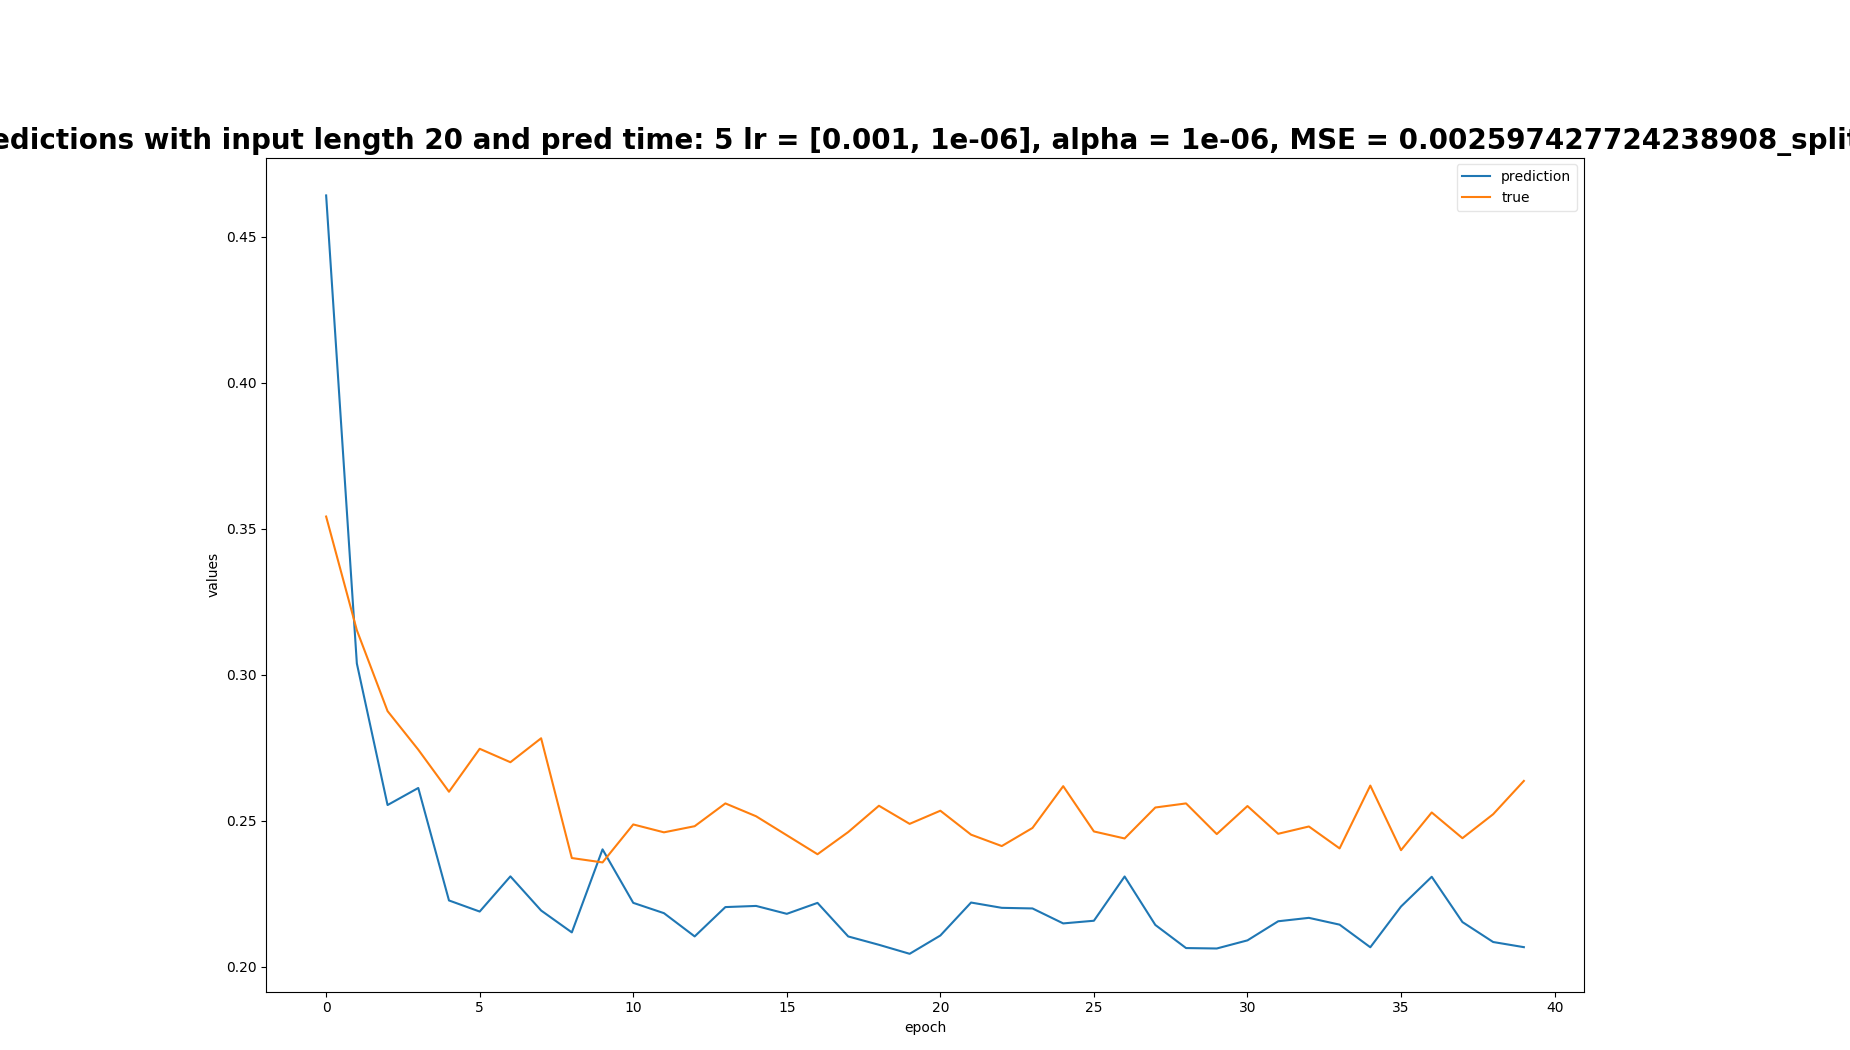 edictions with input length 20 and pred time: 5 lr = [0.001, 1e-06], alpha = 1e-06, MSE = 0.002597427724238908_split
prediction
true
0.45
0.40
0.35
0.30
0.25
0.20
values
0 5 10 15 20 25 30 35 40
epoch